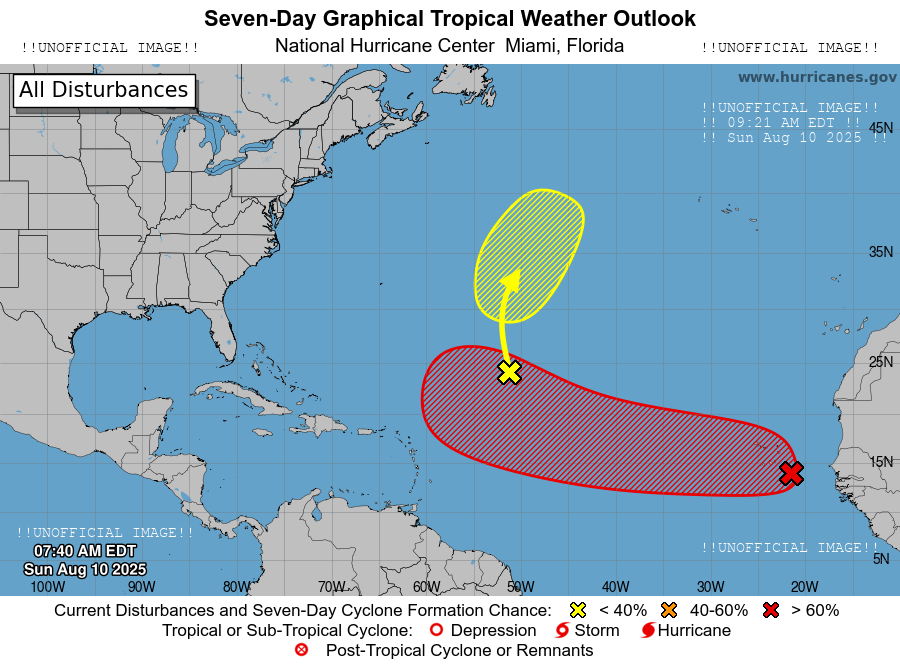 Seven-Day Graphical Tropical Weather Outlook
!!UNOFFICIAL IMAGE!! National Hurricane Center Miami, Florida !!UNOFFICIAL IMAGE!!
All Disturbances
www.hurricanes.gov
!!UNOFFICIAL IMAGE!!
!! 09:21 AM EDT !!
!! Sun Aug 10 2025 !!
45N
35N
25N
15N
!!UNOFFICIAL IMAGE!!
07:40 AM EDT
Sun Aug 10 2025
!!UNOFFICIAL IMAGE!!
5N
100W 90W 80W 70W 60W 50W 40W 30W 20W
Current Disturbances and Seven-Day Cyclone Formation Chance: < 40% 40-60% > 60%
Tropical or Sub-Tropical Cyclone: Depression Storm Hurricane
Post-Tropical Cyclone or Remnants